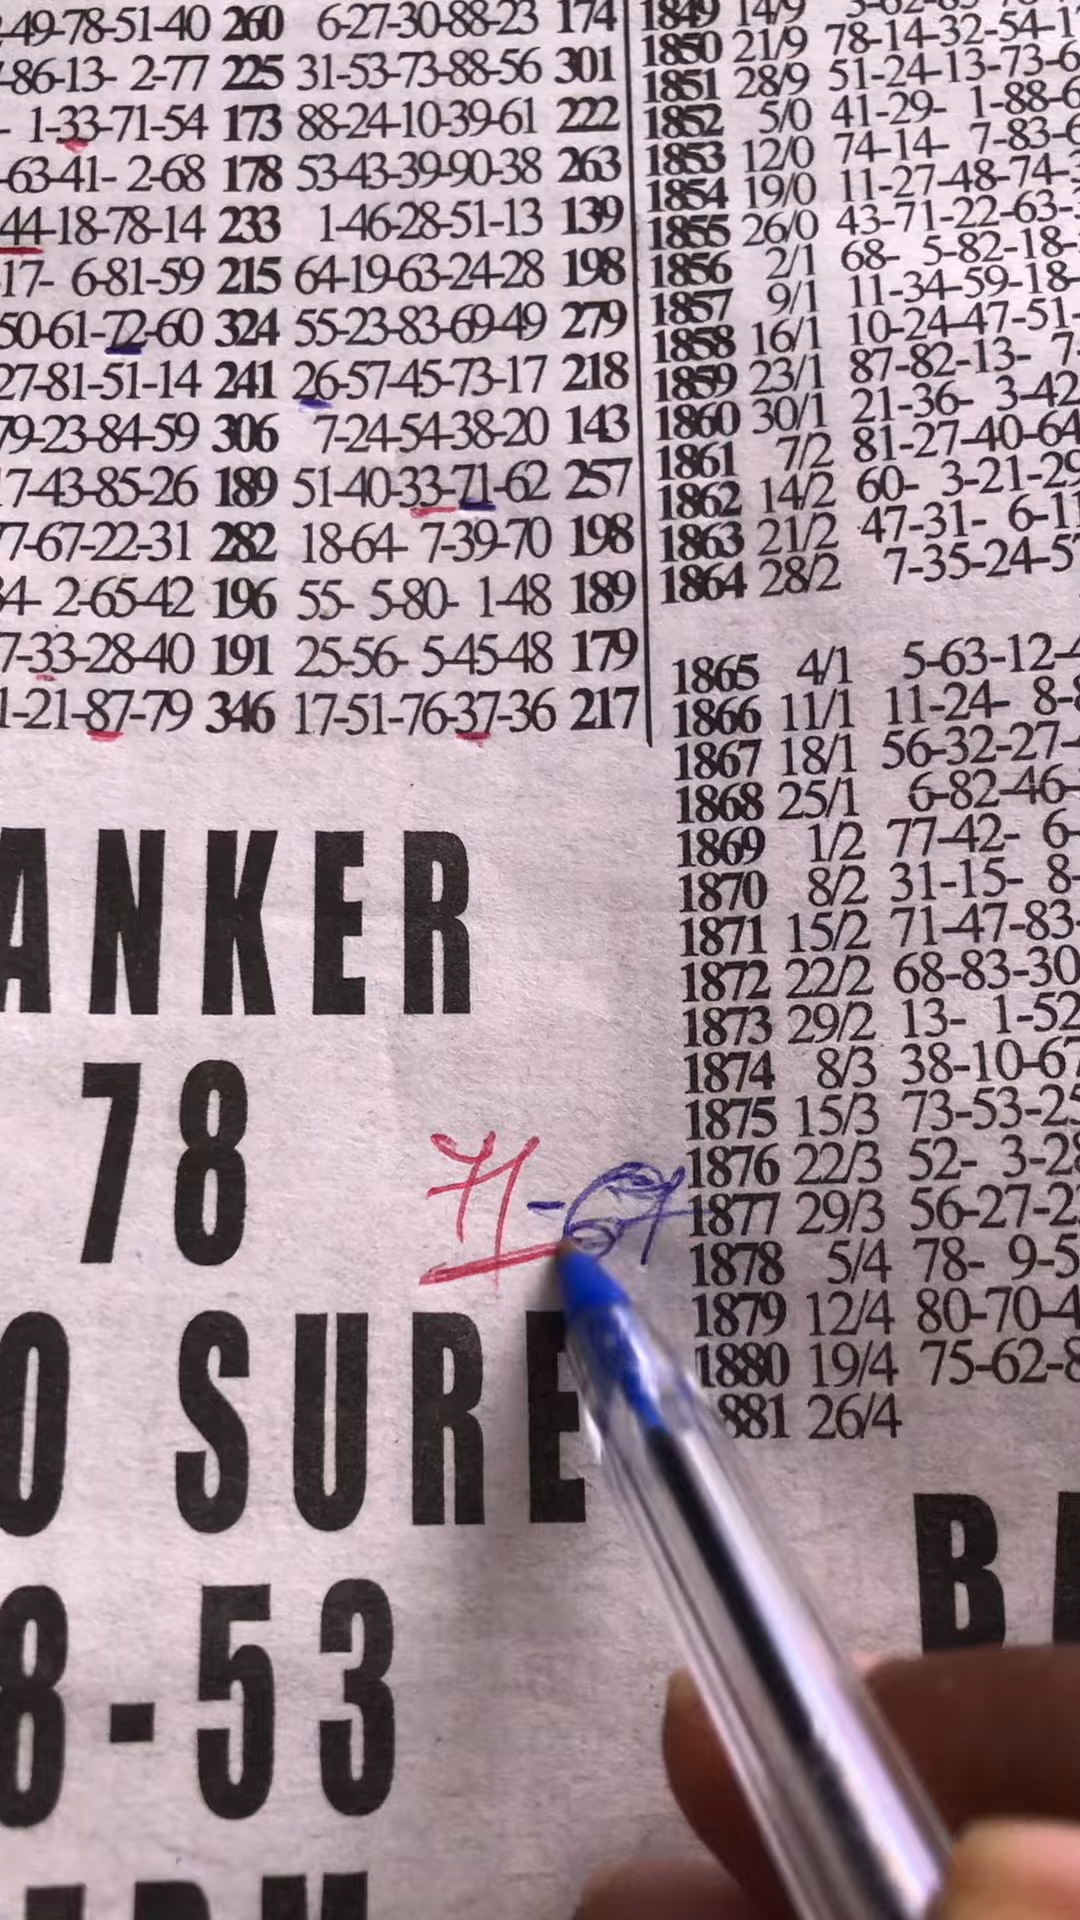 -49-78-51-40 260 6-27-30-88-23 174
-86-13- 2-77 225 31-53-73-88-56 301
- 1-33-71-54 173 88-24-10-39-61 222
-63-41- 2-68 178 53-43-39-90-38 263
44-18-78-14 233 1-46-28-51-13 139
-17- 6-81-59 215 64-19-63-24-28 198
50-61-72-60 324 55-23-83-69-49 279
27-81-51-14 241 26-57-45-73-17 218
79-23-84-59 306 7-24-54-38-20 143
17-43-85-26 189 51-40-33-71-62 257
77-67-22-31 282 18-64- 7-39-70 198
34- 2-65-42 196 55- 5-80- 1-48 189
7-33-28-40 191 25-56- 5-45-48 179
1-21-87-79 346 17-51-76-37-36 217
ANKER
78
71 -
O SURE
8-53
1849 14/9
1850 21/9 78-14-32-54-1
1851 28/9 51-24-13-73-6
1852 5/0 41-29- 1-88-6
1853 12/0 74-14- 7-83-6
1854 19/0 11-27-48-74-3
1855 26/0 43-71-22-63-
1856 2/1 68- 5-82-18-
1857 9/1 11-34-59-18-
1858 16/1 10-24-47-51-
1859 23/1 87-82-13- 7-
1860 30/1 21-36- 3-42
1861 7/2 81-27-40-64
1862 14/2 60- 3-21-29
1863 21/2 47-31- 6-11
1864 28/2 7-35-24-57
1865 4/1 5-63-12-4
1866 11/1 11-24- 8-8
1867 18/1 56-32-27-
1868 25/1 6-82-46-
1869 1/2 77-42- 6-
1870 8/2 31-15- 8-
1871 15/2 71-47-83-
1872 22/2 68-83-30
1873 29/2 13- 1-52
1874 8/3 38-10-67
1875 15/3 73-53-25
1876 22/3 52- 3-28
1877 29/3 56-27-2
1878 5/4 78- 9-5
1879 12/4 80-70-4
1880 19/4 75-62-8
881 26/4
BA